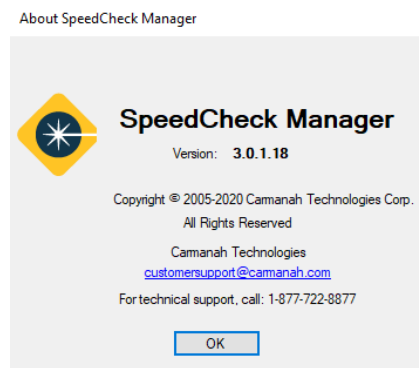 About SpeedCheck Manager
SpeedCheck Manager
Version: 3.0.1.18
Copyright © 2005-2020 Carmanah Technologies Corp.
All Rights Reserved
Carmanah Technologies
customersupport@carmanah.com
For technical support, call: 1-877-722-8877
OK